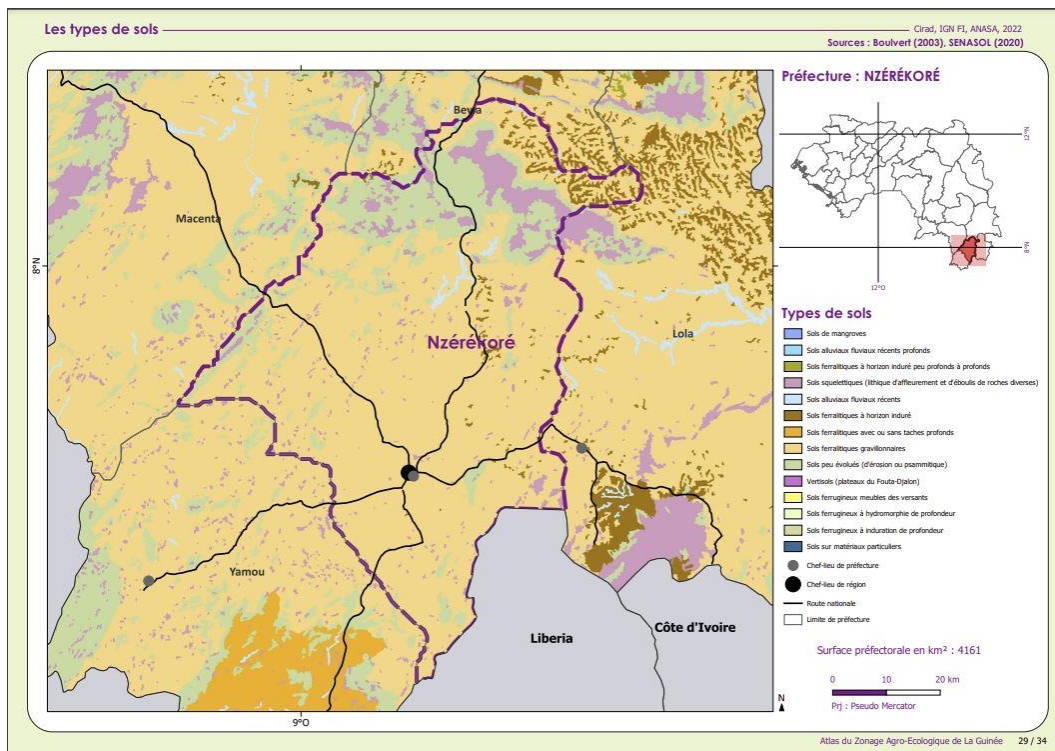 Les types de sols
Cirad, IGN FI, ANASA, 2022
Sources : Boulvert (2003), SENASOL (2020)
Préfecture : NZÉRÉKORÉ
12°N
8°N
12°O
Beyla
Macenta
8°N
Nzérékoré
Lola
Yamou
Liberia
Côte d'Ivoire
9°O
Types de sols
Sols de mangroves
Sols alluviaux fluviaux récents profonds
Sols ferralitiques à horizon induré peu profonds à profonds
Sols squelettiques (lithique d'affleurement et d'éboulis de roches diverses)
Sols alluviaux fluviaux récents
Sols ferralitiques à horizon induré
Sols ferralitiques avec ou sans taches profonds
Sols ferralitiques gravillonnaires
Sols peu évolués (d'érosion ou psammitique)
Vertisols (plateaux du Fouta-Djalon)
Sols ferrugineux meubles des versants
Sols ferrugineux à hydromorphie de profondeur
Sols ferrugineux à induration de profondeur
Sols sur matériaux particuliers
Chef-lieu de préfecture
Chef-lieu de région
Route nationale
Limite de préfecture
Surface préfectorale en km² : 4161
0 10 20 km
Prj : Pseudo Mercator
N
Atlas du Zonage Agro-Ecologique de La Guinée 29 / 34